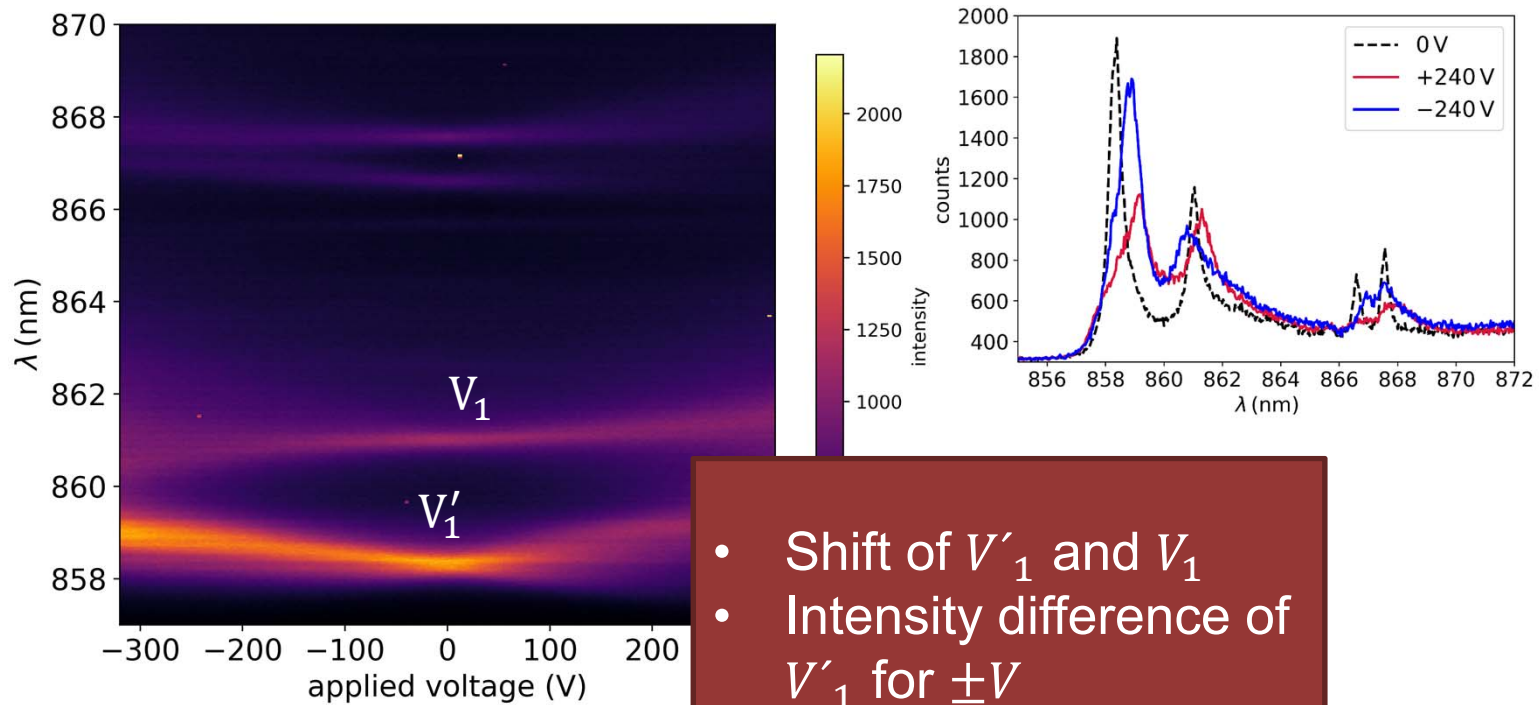 870
868
866
864
862
860
858
λ (nm)
−300 −200 −100 0 100 200
applied voltage (V)
V₁
V₁′
2000
1750
1500
1250
1000
intensity
2000
1800
1600
1400
1200
1000
800
600
400
counts
856 858 860 862 864 866 868 870 872
λ (nm)
0 V
+240 V
−240 V
• Shift of V′₁ and V₁
• Intensity difference of
V′₁ for ±V